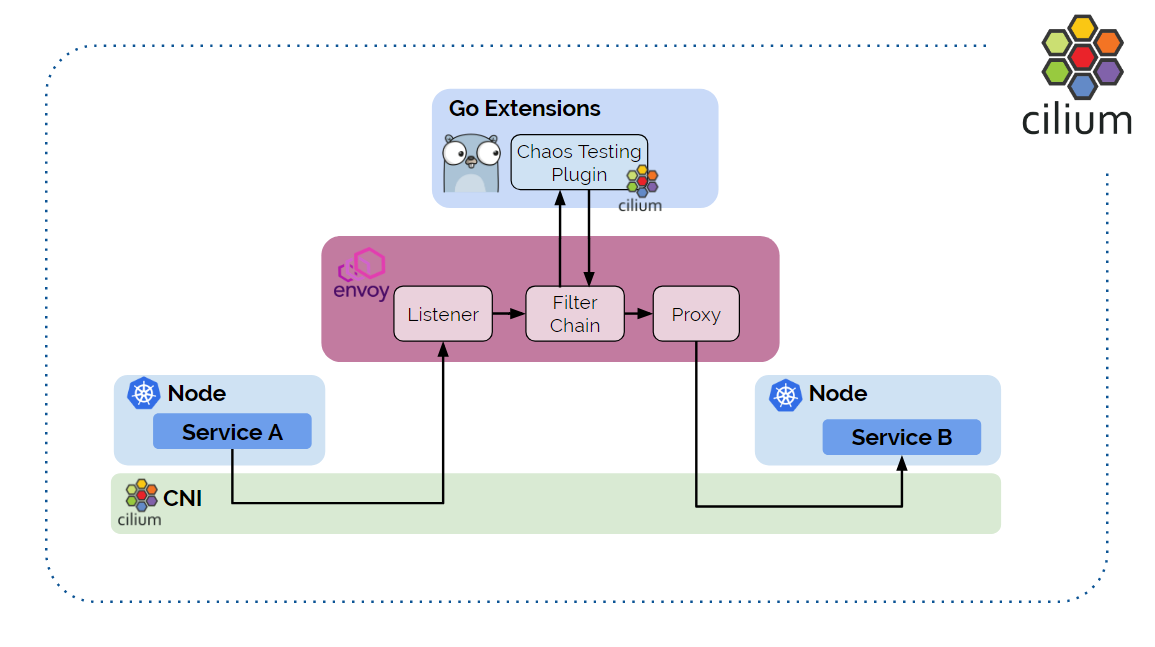 cilium
Go Extensions
Chaos Testing
Plugin
cilium
envoy
Listener
Filter
Chain
Proxy
Node
Service A
Node
Service B
CNI
cilium